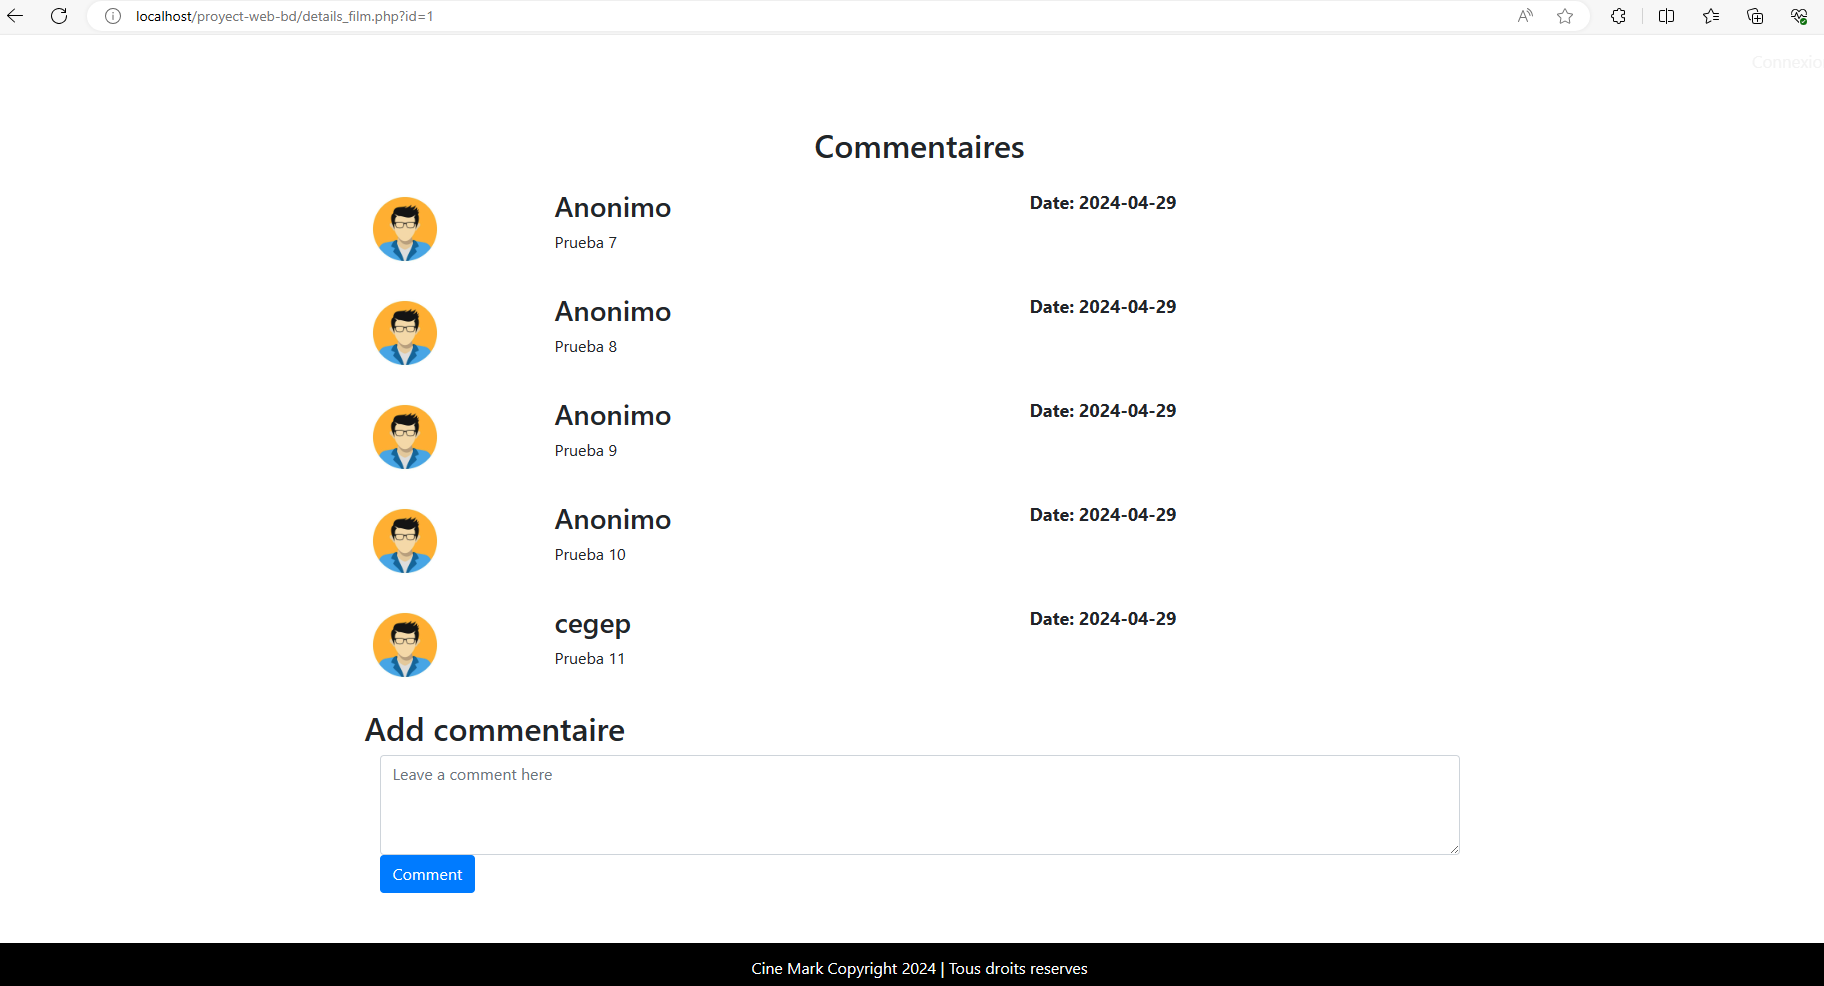 localhost/proyect-web-bd/details_film.php?id=1
Connexio
Commentaires
Anonimo
Date: 2024-04-29
Prueba 7
Anonimo
Date: 2024-04-29
Prueba 8
Anonimo
Date: 2024-04-29
Prueba 9
Anonimo
Date: 2024-04-29
Prueba 10
cegep
Date: 2024-04-29
Prueba 11
Add commentaire
Leave a comment here
Comment
Cine Mark Copyright 2024 | Tous droits reserves